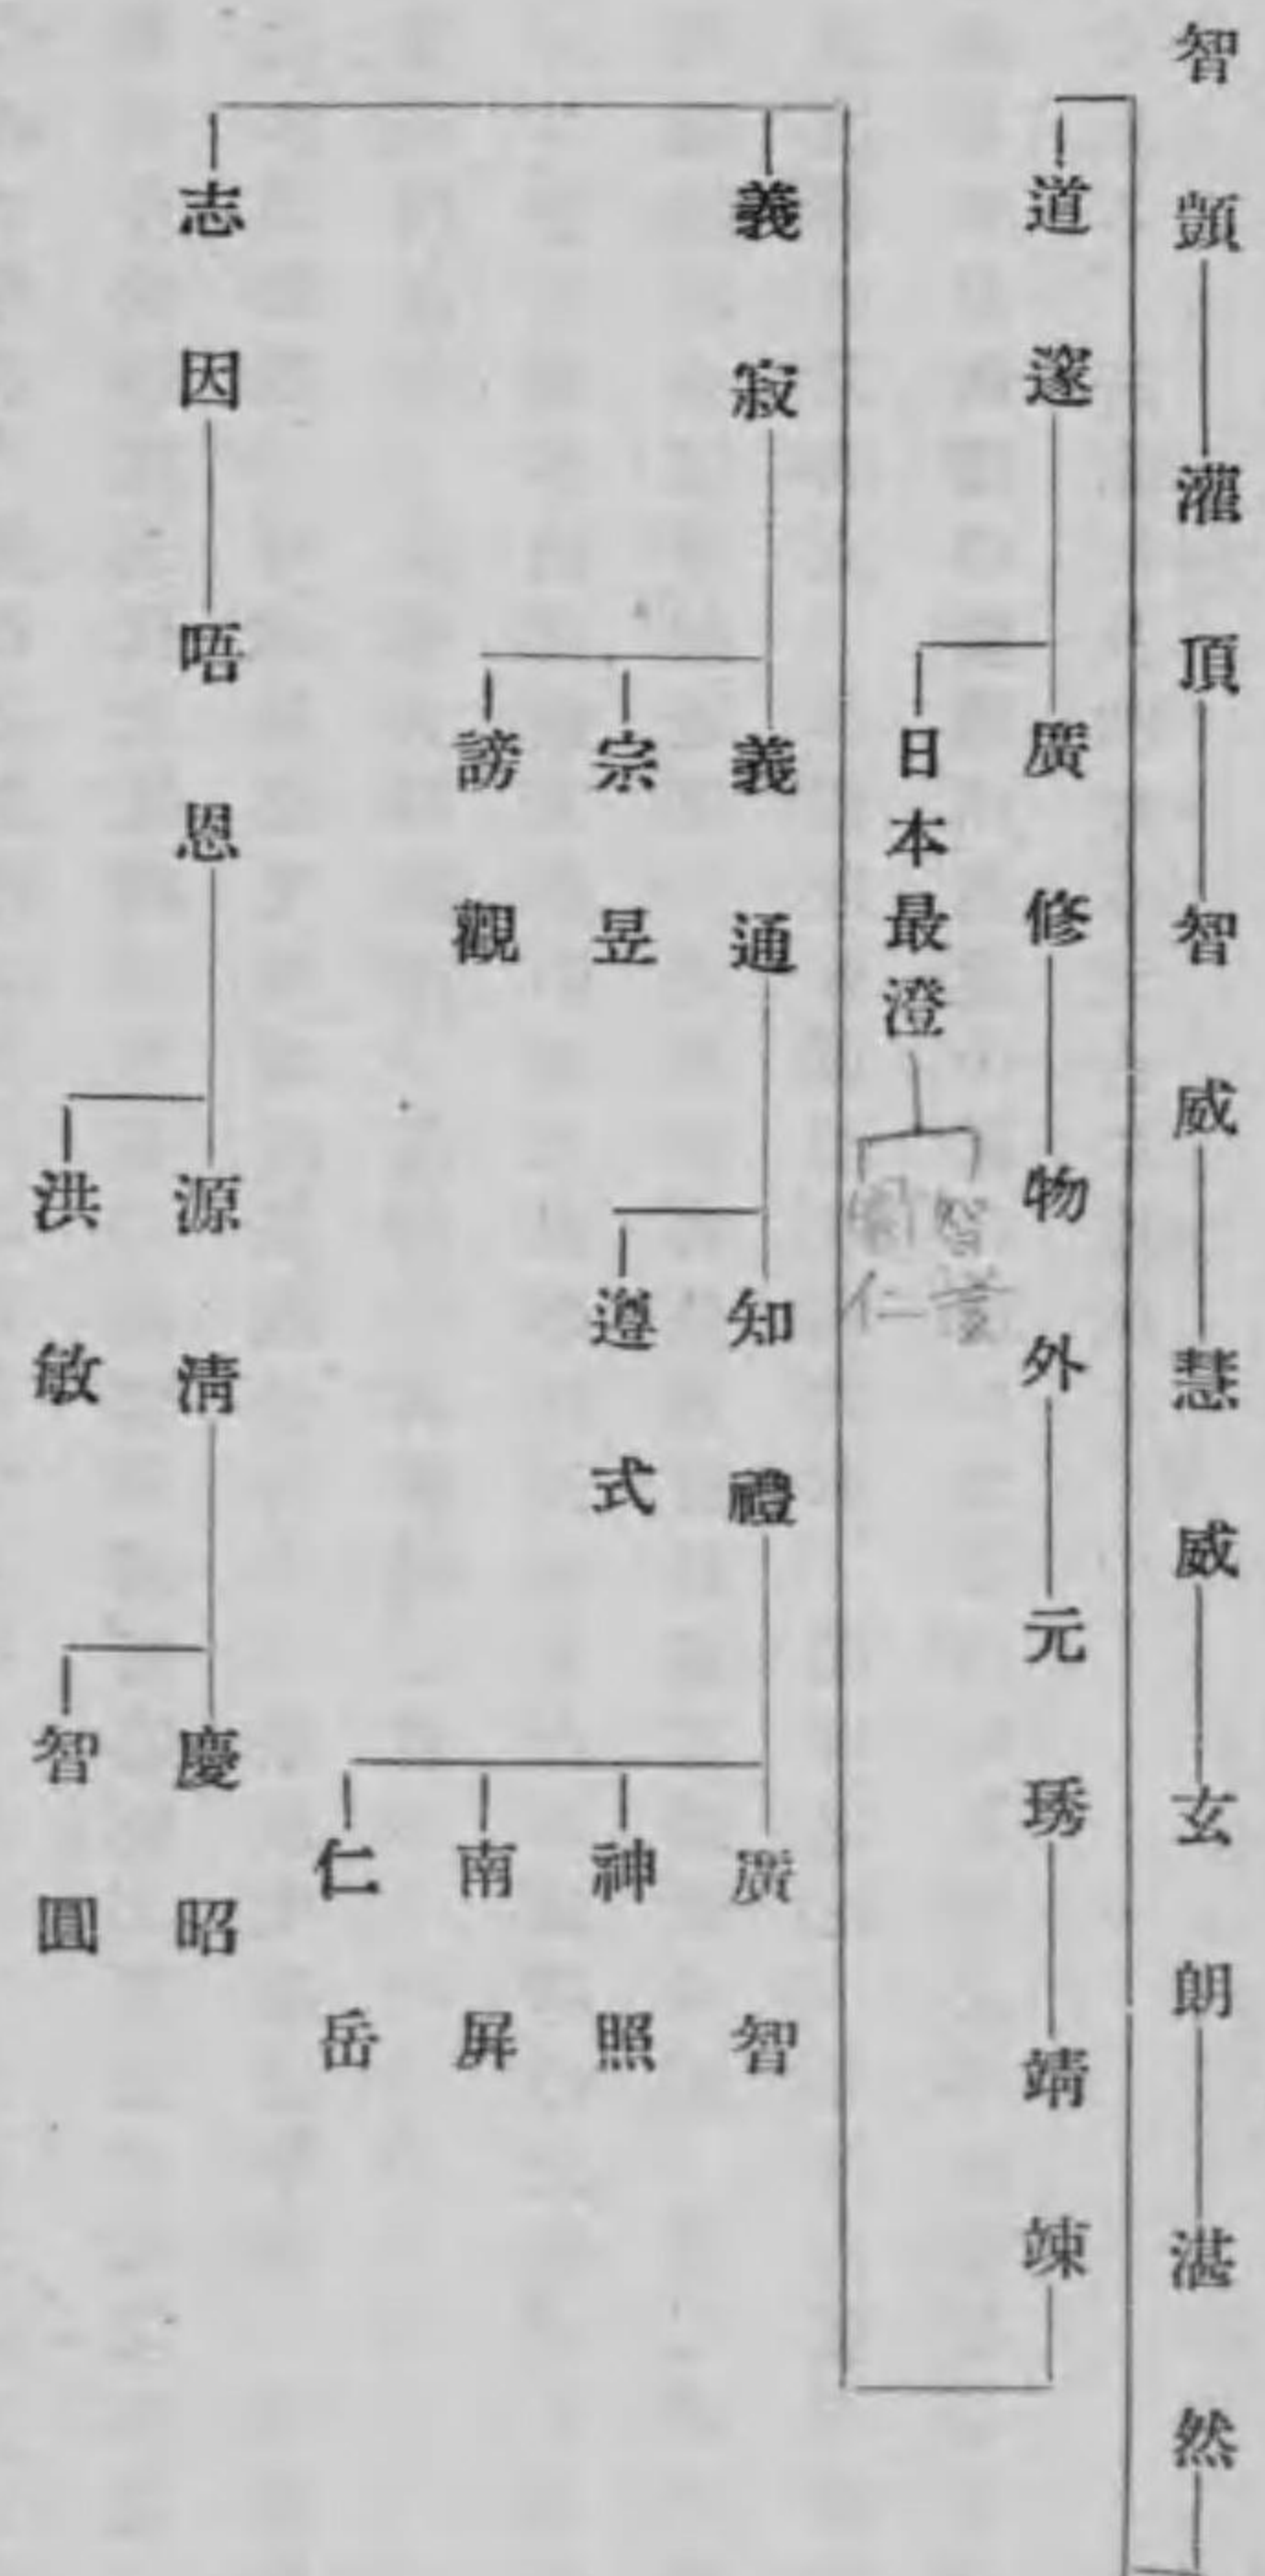 智顗 灌頂 智威 慧威 玄朗 湛然
道邃 廣修 物外 元琇 靖竦
日本最澄
仁
義寂 義通 知禮 廣智
宗昱 遵式 神照
謗觀 南屏
仁岳
志因 唔恩 源清 慶昭
洪敏 智圓